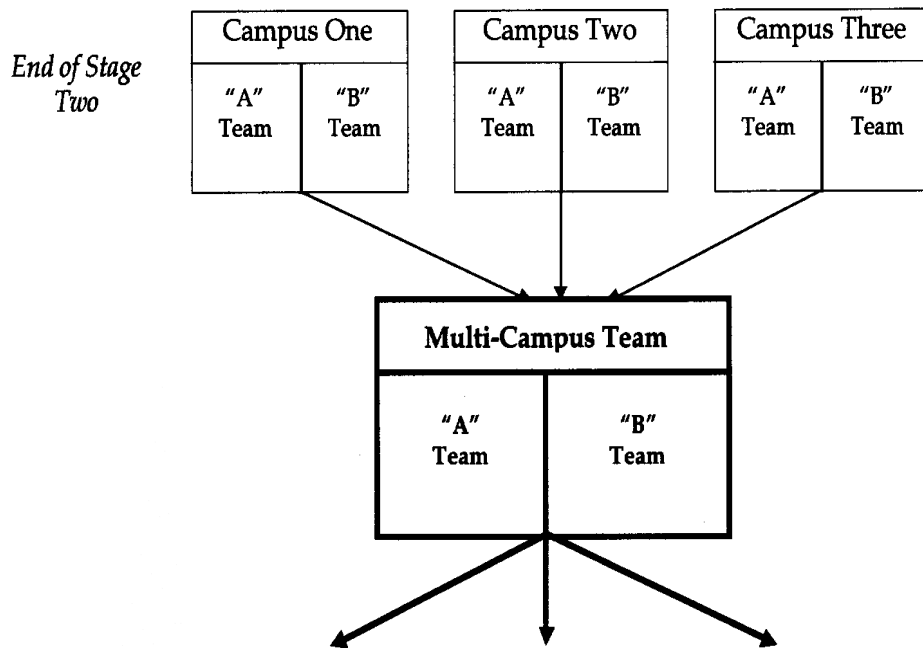 Campus One
Campus Two
Campus Three
End of Stage
Two
"A"
Team
"B"
Team
"A"
Team
"B"
Team
"A"
Team
"B"
Team
Multi-Campus Team
"A"
Team
"B"
Team